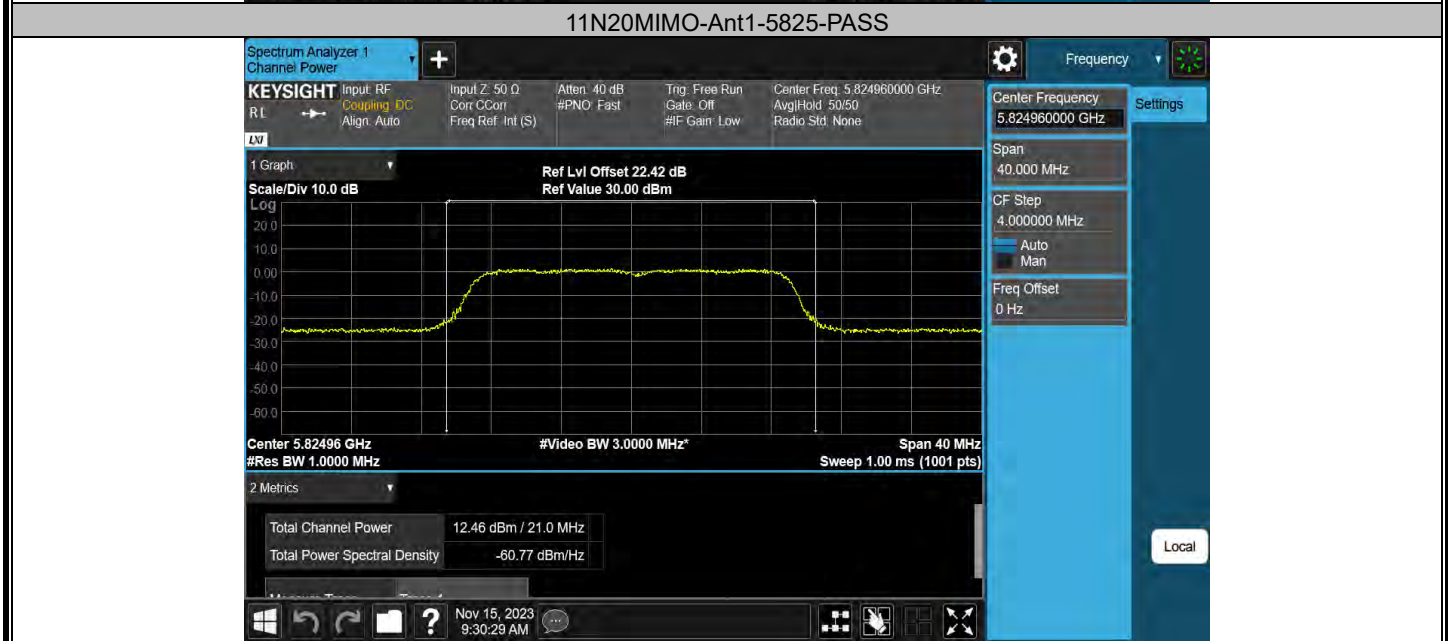 11N20MIMO-Ant1-5825-PASS
Spectrum Analyzer 1
Channel Power
+
Frequency
KEYSIGHT Input: RF Input Z: 50 Ω Atten: 40 dB Trig: Free Run Center Freq: 5.824960000 GHz
Coupling: DC Corr CCorr #PNO: Fast Gate: Off Avg|Hold: 50/50
Align: Auto Freq Ref: Int (S) #IF Gain: Low Radio Std: None
LXI
Center Frequency
5.824960000 GHz
Settings
Span
40.000 MHz
CF Step
4.000000 MHz
Auto
Man
Freq Offset
0 Hz
1 Graph
Ref Lvl Offset 22.42 dB
Scale/Div 10.0 dB Ref Value 30.00 dBm
Log
20.0
10.0
0.00
-10.0
-20.0
-30.0
-40.0
-50.0
-60.0
Center 5.82496 GHz #Video BW 3.0000 MHz* Span 40 MHz
#Res BW 1.0000 MHz Sweep 1.00 ms (1001 pts)
2 Metrics
Total Channel Power 12.46 dBm / 21.0 MHz
Total Power Spectral Density -60.77 dBm/Hz
Local
? Nov 15, 2023
9:30:29 AM